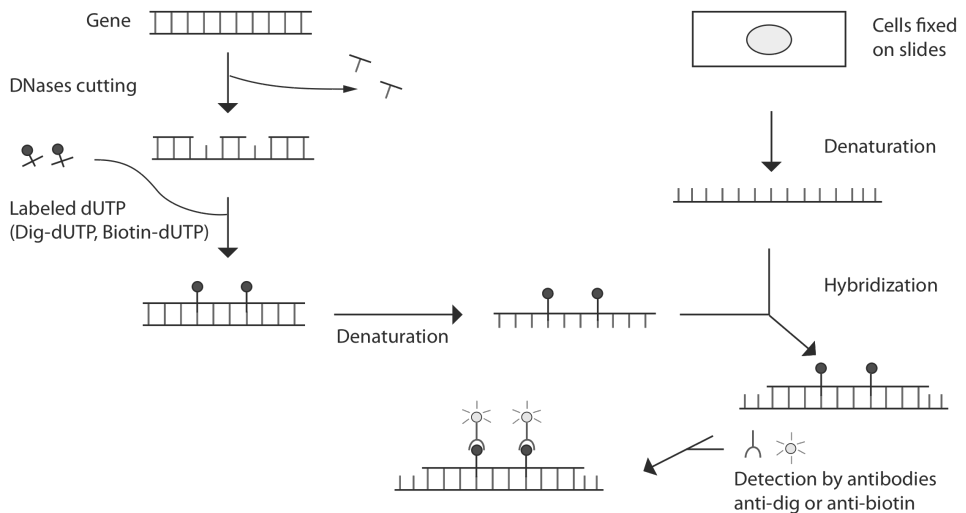 Gene
DNases cutting
Labeled dUTP
(Dig-dUTP, Biotin-dUTP)
Denaturation
Cells fixed
on slides
Denaturation
Hybridization
Detection by antibodies
anti-dig or anti-biotin